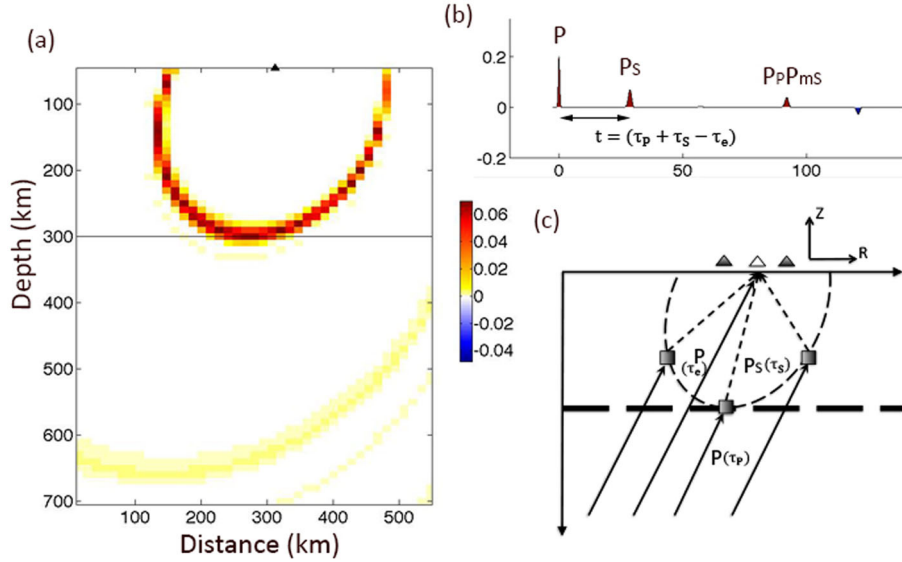 (a)
100
200
300
400
500
600
700
Depth (km)
100 200 300 400 500
Distance (km)
0.06
0.04
0.02
0
-0.02
-0.04
(b)
P
Ps
PPPms
0.2
0
-0.2
t = (τP + τS − τe)
0 50 100
(c)
Z
R
P
(τe)
Ps(τS)
P(τP)